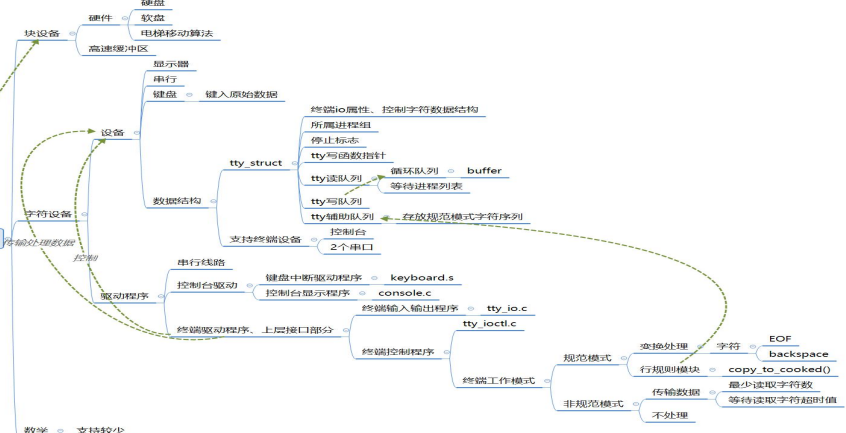 硬盘
硬件
软盘
块设备
电梯移动算法
高速缓冲区
显示器
串行
键盘
键入原始数据
设备
终端io属性、控制字符数据结构
所属进程组
停止标志
tty_struct
tty写函数指针
循环队列
buffer
tty读队列
等待进程列表
数据结构
tty写队列
字符设备
tty辅助队列
存放规范模式字符序列
控制台
支持终端设备
2个串口
传输处理数据
控制
串行线路
键盘中断驱动程序
keyboard.s
控制台驱动
驱动程序
控制台显示程序
console.c
终端输入输出程序
tty_io.c
终端驱动程序、上层接口部分
tty_ioctl.c
终端控制程序
EOF
变换处理
字符
规范模式
backspace
行规则模块
copy_to_cooked()
终端工作模式
最少读取字符数
传输数据
非规范模式
等待读取字符超时值
不处理
数学
支持较少